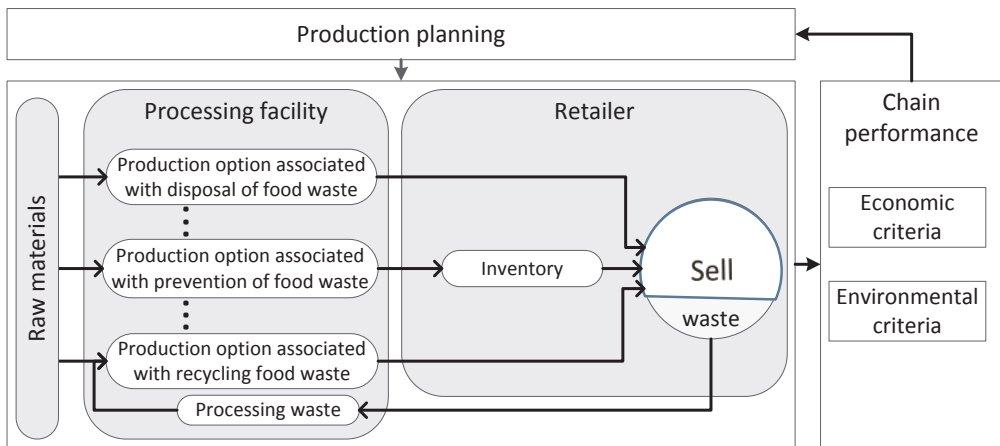 Production planning
Raw materials
Processing facility
Production option associated
with disposal of food waste
Production option associated
with prevention of food waste
Production option associated
with recycling food waste
Processing waste
Retailer
Inventory
Sell
waste
Chain
performance
Economic
criteria
Environmental
criteria